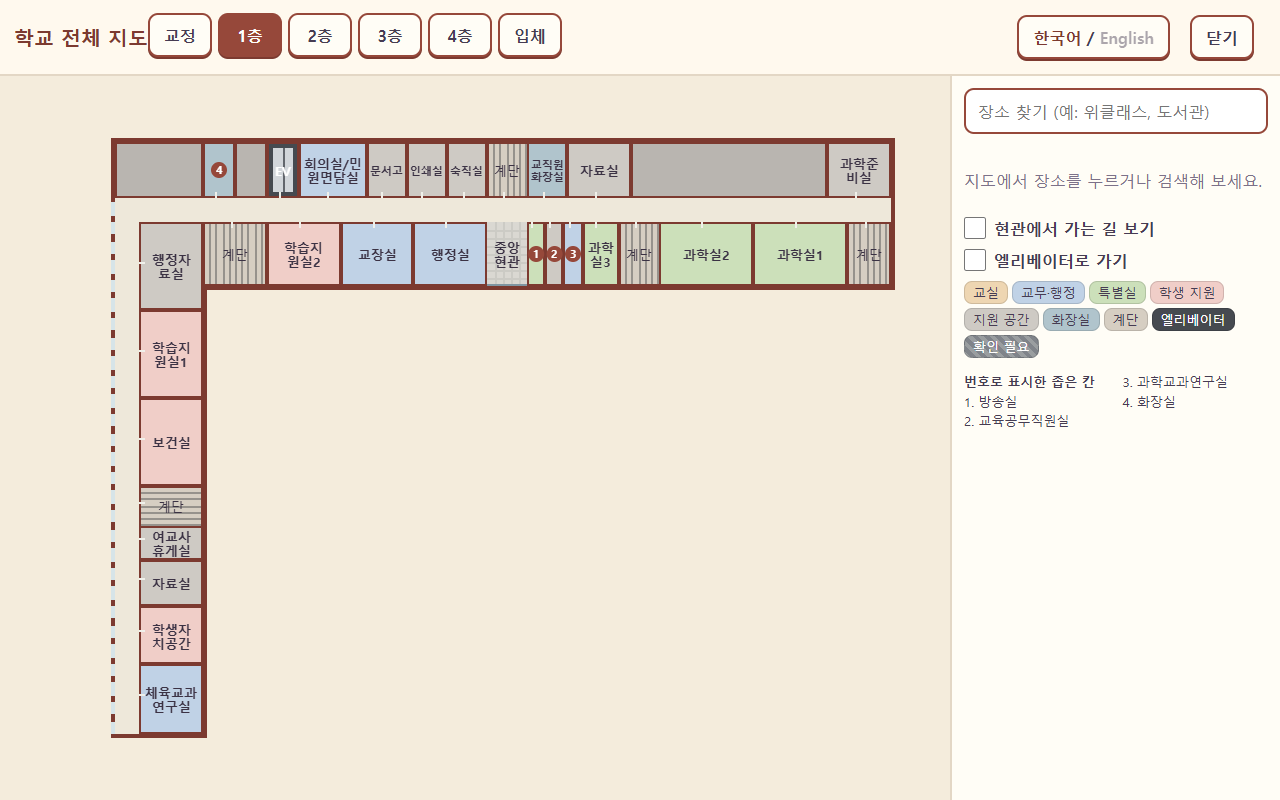 학교 전체 지도
교정
1층
2층
3층
4층
입체
한국어 / English
닫기
장소 찾기 (예: 위클래스, 도서관)
지도에서 장소를 누르거나 검색해 보세요.
현관에서 가는 길 보기
엘리베이터로 가기
교실
교무·행정
특별실
학생 지원
지원 공간
화장실
계단
엘리베이터
확인 필요
번호로 표시한 좁은 칸
1. 방송실
2. 교육공무직원실
3. 과학교과연구실
4. 화장실
4
EV
회의실/민
원면담실
문서고
인쇄실
숙직실
계단
교직원
화장실
자료실
과학준
비실
행정자
료실
계단
학습지
원실2
교장실
행정실
중앙
현관
1
2
3
과학
실3
계단
과학실2
과학실1
계단
학습지
원실1
보건실
계단
여교사
휴게실
자료실
학생자
치공간
체육교과
연구실